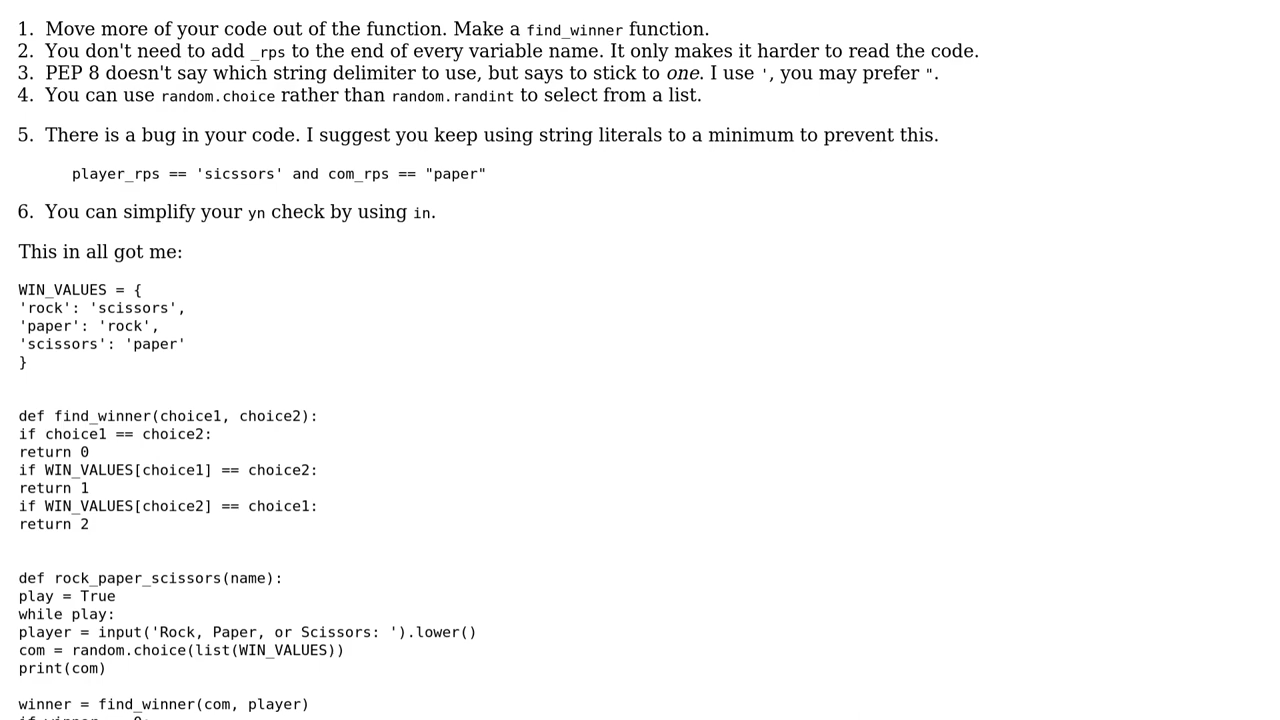 1. Move more of your code out of the function. Make a find_winner function.
2. You don't need to add _rps to the end of every variable name. It only makes it harder to read the code.
3. PEP 8 doesn't say which string delimiter to use, but says to stick to one. I use ', you may prefer ".
4. You can use random.choice rather than random.randint to select from a list.
5. There is a bug in your code. I suggest you keep using string literals to a minimum to prevent this.
player_rps == 'sicssors' and com_rps == "paper"
6. You can simplify your yn check by using in.
This in all got me:
WIN_VALUES = {
'rock': 'scissors',
'paper': 'rock',
'scissors': 'paper'
}
def find_winner(choice1, choice2):
if choice1 == choice2:
return 0
if WIN_VALUES[choice1] == choice2:
return 1
if WIN_VALUES[choice2] == choice1:
return 2
def rock_paper_scissors(name):
play = True
while play:
player = input('Rock, Paper, or Scissors: ').lower()
com = random.choice(list(WIN_VALUES))
print(com)
winner = find_winner(com, player)